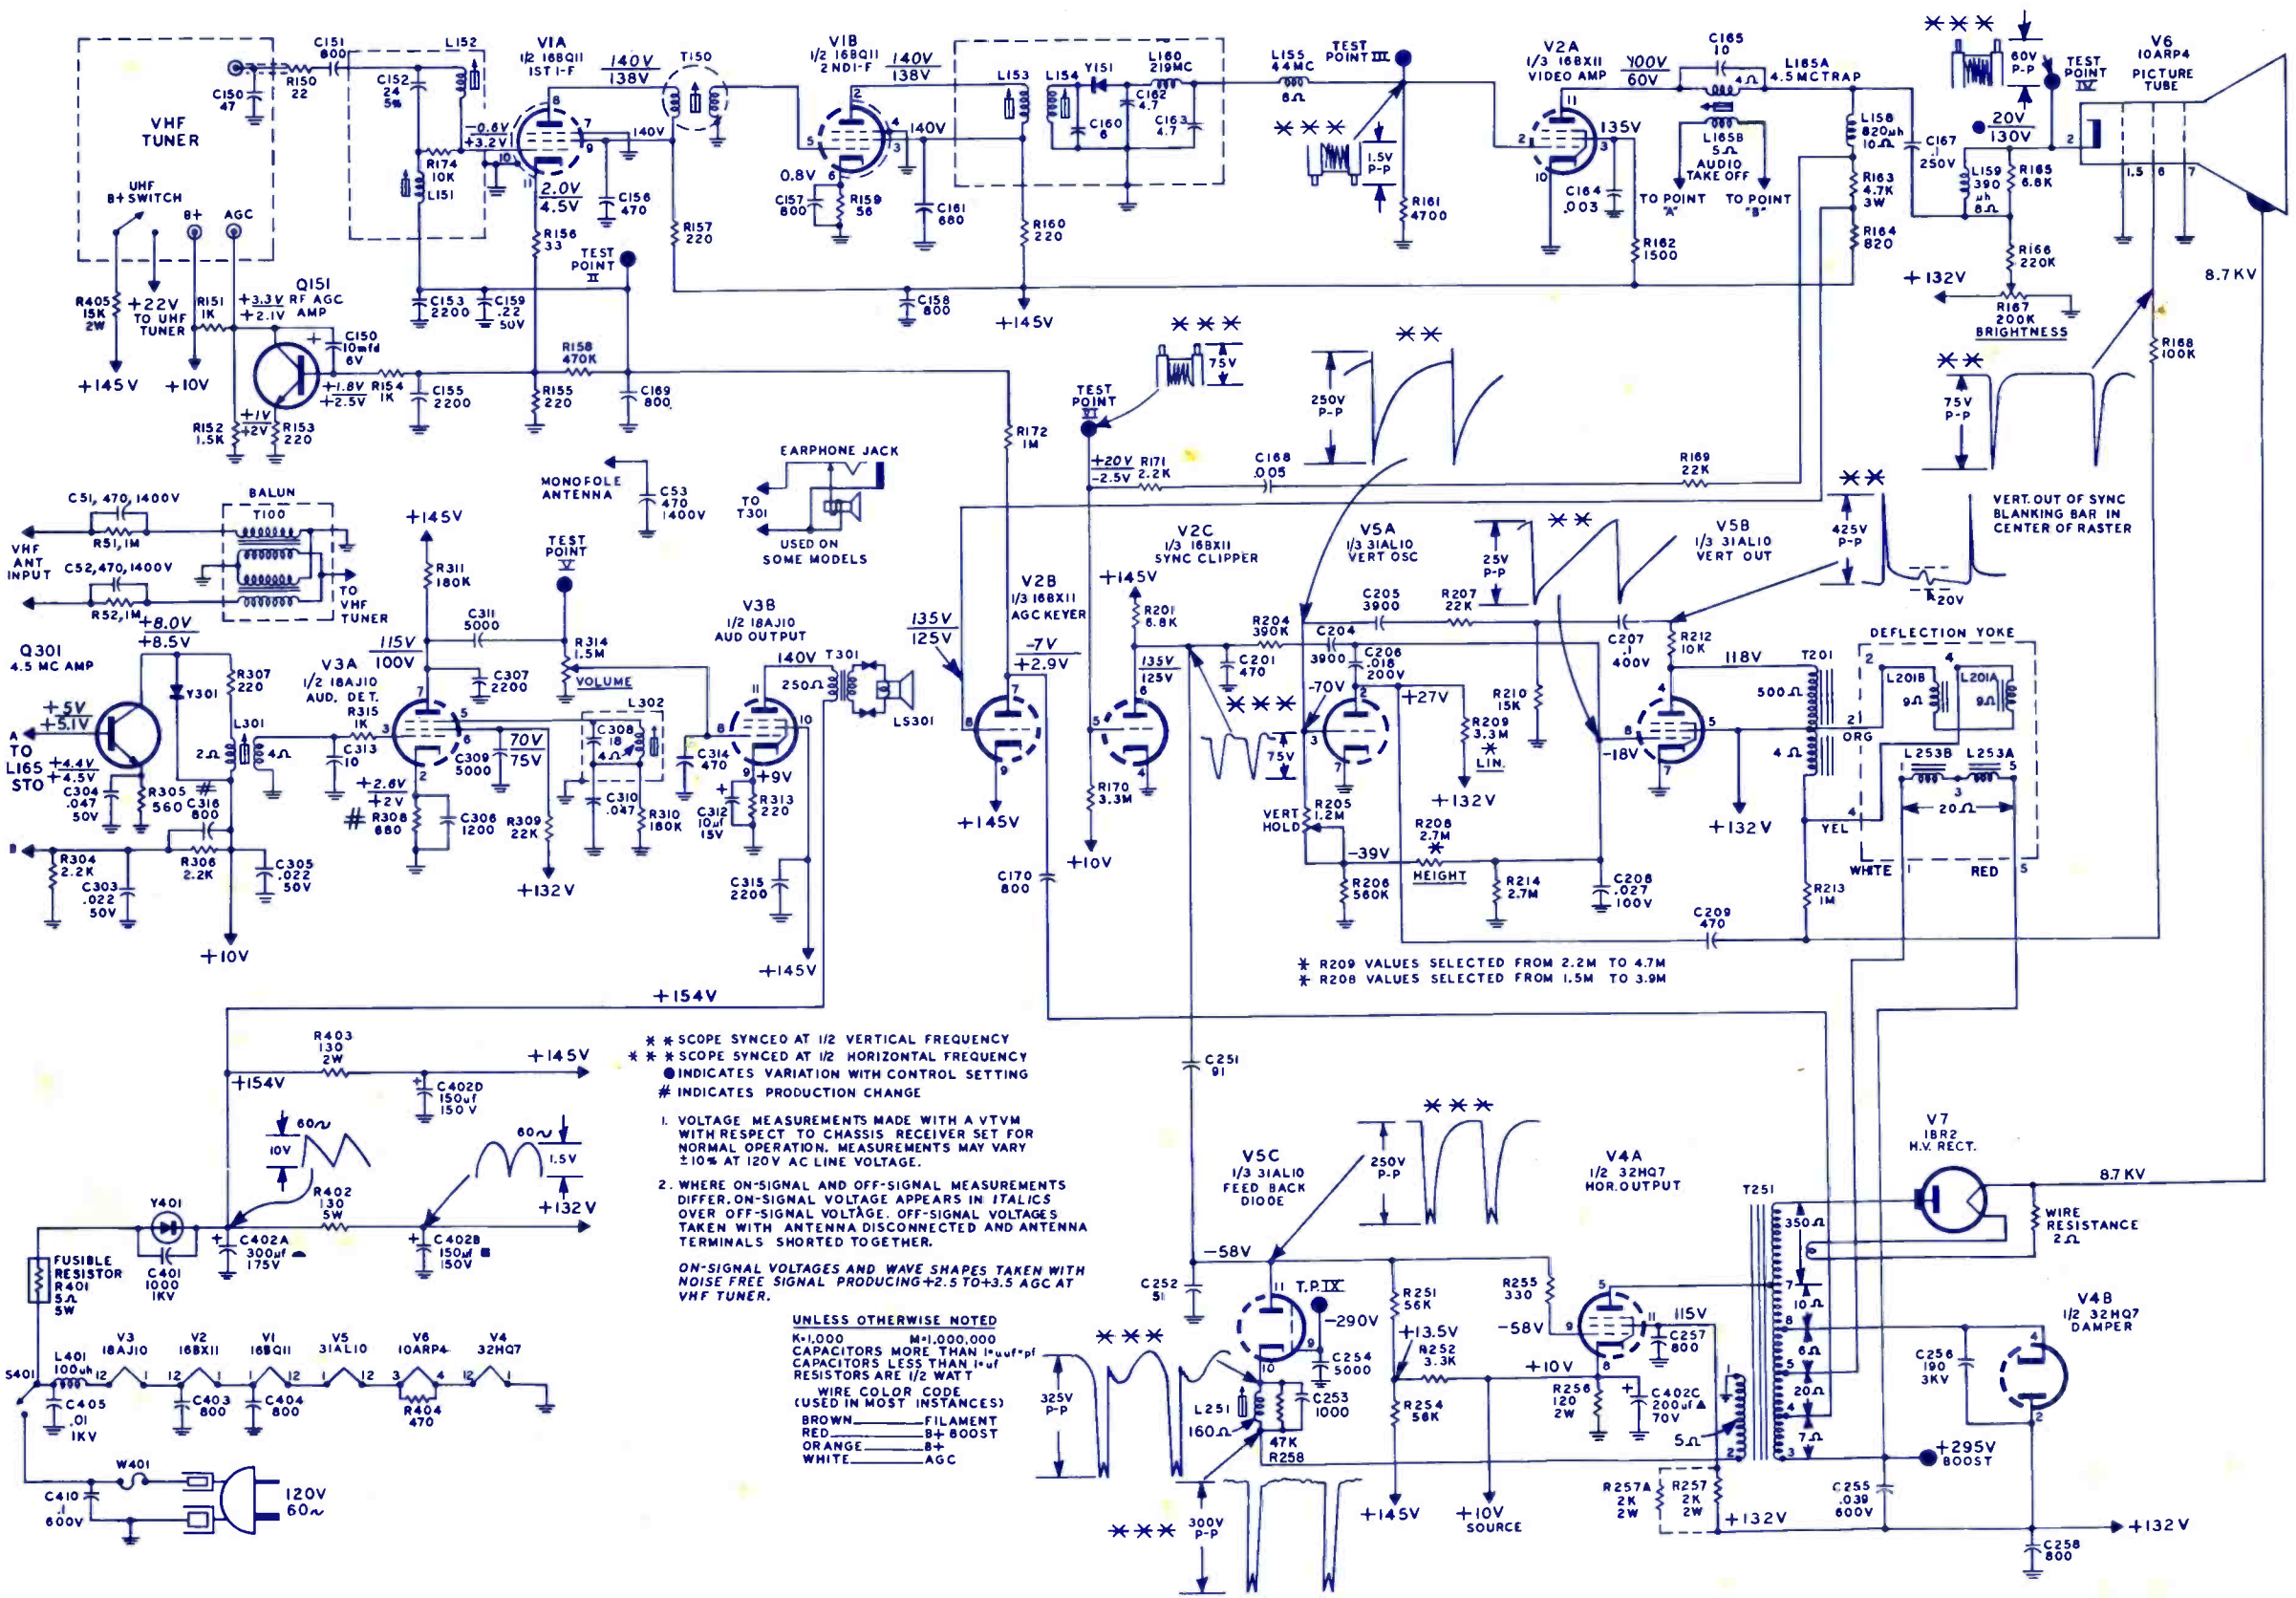 VHF
TUNER
UHF
B+ SWITCH
B+
AGC
C150
47
R150
22
C151
800
C152
24
5%
L152
L151
R174
10K
V1A
1/2 16BQ11
1ST I-F
140V
138V
-0.6V
+3.2V
2.0V
4.5V
140V
C156
470
R156
33
T150
R157
220
V1B
1/2 16BQ11
2ND I-F
140V
138V
140V
0.8V
C157
800
R159
56
C161
680
L153
L154
Y151
C160
6
C162
4.7
L160
219MC
C163
4.7
R160
220
L155
44MC
6Ω
TEST
POINT III
* * *
1.5V
P-P
R161
4700
V2A
1/3 16BX11
VIDEO AMP
100V
60V
135V
C164
.003
R162
1500
C165
10
L165A
4.5MC TRAP
4Ω
L165B
5Ω
AUDIO
TAKE OFF
TO POINT
"A"
TO POINT
"B"
L158
820μh
10Ω
R163
4.7K
3W
R164
820
C167
.1
250V
L159
390
μh
8Ω
R165
6.8K
20V
130V
* * *
60V
P-P
TEST
POINT
IV
V6
10ARP4
PICTURE
TUBE
2
1,5
6
7
R166
220K
+132V
R167
200K
BRIGHTNESS
8.7 KV
R168
100K
* *
75V
P-P
VERT. OUT OF SYNC
BLANKING BAR IN
CENTER OF RASTER
R405
15K
2W
+22V
TO UHF
TUNER
R151
1K
+3.3V
+2.1V
Q151
RF AGC
AMP
C150
10mfd
6V
+145V
+10V
+1.8V
+2.5V
R154
1K
R152
1.5K
+1V
+2V
R153
220
C153
2200
C159
.22
50V
TEST
POINT
II
C155
2200
R155
220
R158
470K
C169
800
C158
800
+145V
R172
1M
TEST
POINT
VI
* * *
75V
+20V
-2.5V
R171
2.2K
C168
.005
R169
22K
* *
250V
P-P
C51, 470, 1400V
R51, 1M
VHF
ANT
INPUT
C52, 470, 1400V
R52, 1M
BALUN
T100
TO
VHF
TUNER
MONOFOLE
ANTENNA
C53
470
1400V
EARPHONE JACK
TO
T301
USED ON
SOME MODELS
Q301
4.5 MC AMP
+8.0V
+8.5V
Y301
R307
220
+5V
+5.1V
A
TO
L165
STO
+4.4V
+4.5V
C304
.047
50V
R305
560
#
C316
800
B
R304
2.2K
C303
.022
50V
R306
2.2K
C305
.022
50V
+10V
2Ω
L301
4Ω
C313
10
R315
1K
V3A
1/2 18AJ10
AUD. DET.
115V
100V
+145V
R311
180K
C311
5000
C307
2200
TEST
POINT
V
R314
1.5M
VOLUME
+2.6V
+2V
#
R308
680
C306
1200
C309
5000
70V
75V
R309
22K
+132V
L302
C308
18
4Ω
C310
.047
R310
180K
V3B
1/2 18AJ10
AUD OUTPUT
140V
250Ω
T301
LS301
C314
470
+9V
C312
10μf
15V
R313
220
C315
2200
+145V
V2B
1/3 16BX11
AGC KEYER
135V
125V
-7V
+2.9V
+145V
C170
800
V2C
1/3 16BX11
SYNC CLIPPER
+145V
R201
6.8K
135V
125V
R170
3.3M
+10V
C201
470
* * *
75V
R204
390K
C204
3900
V5A
1/3 31AL10
VERT OSC
C206
.018
200V
-70V
+27V
R209
3.3M
*
LIN.
+132V
VERT
HOLD
R205
1.2M
-39V
R208
2.7M
*
HEIGHT
R206
560K
R214
2.7M
C205
3900
R207
22K
R210
15K
* *
25V
P-P
V5B
1/3 31AL10
VERT OUT
C207
.1
400V
R212
10K
* *
425V
P-P
20V
-18V
118V
C208
.027
100V
+132V
T201
500Ω
4Ω
DEFLECTION YOKE
L201B
9Ω
L201A
9Ω
2
ORG
L253B
L253A
20Ω
YEL
WHITE
RED
R213
1M
C209
470
* R209 VALUES SELECTED FROM 2.2M TO 4.7M
* R208 VALUES SELECTED FROM 1.5M TO 3.9M
+154V
R403
130
2W
+145V
+154V
C402D
150uf
150V
10V
60~
60~
1.5V
R402
130
5W
+132V
Y401
C401
1000
1KV
C402A
300μf
175V
C402B
150μf
150V
FUSIBLE
RESISTOR
R401
5Ω
5W
S401
L401
100uh
C405
.01
1KV
V3
18AJ10
V2
16BX11
V1
16BQ11
V5
31AL10
V6
10ARP4
V4
32HQ7
C403
800
C404
800
R404
470
W401
C410
.1
600V
120V
60~
* * SCOPE SYNCED AT 1/2 VERTICAL FREQUENCY
* * * SCOPE SYNCED AT 1/2 HORIZONTAL FREQUENCY
● INDICATES VARIATION WITH CONTROL SETTING
# INDICATES PRODUCTION CHANGE
1. VOLTAGE MEASUREMENTS MADE WITH A VTVM
WITH RESPECT TO CHASSIS RECEIVER SET FOR
NORMAL OPERATION. MEASUREMENTS MAY VARY
±10% AT 120V AC LINE VOLTAGE.
2. WHERE ON-SIGNAL AND OFF-SIGNAL MEASUREMENTS
DIFFER. ON-SIGNAL VOLTAGE APPEARS IN ITALICS
OVER OFF-SIGNAL VOLTAGE. OFF-SIGNAL VOLTAGES
TAKEN WITH ANTENNA DISCONNECTED AND ANTENNA
TERMINALS SHORTED TOGETHER.
ON-SIGNAL VOLTAGES AND WAVE SHAPES TAKEN WITH
NOISE FREE SIGNAL PRODUCING +2.5 TO +3.5 AGC AT
VHF TUNER.
UNLESS OTHERWISE NOTED
K=1,000 M=1,000,000
CAPACITORS MORE THAN 1=uuf=pf
CAPACITORS LESS THAN 1=uf
RESISTORS ARE 1/2 WATT
WIRE COLOR CODE
(USED IN MOST INSTANCES)
BROWN FILAMENT
RED B+ BOOST
ORANGE B+
WHITE AGC
C251
91
C252
51
-58V
V5C
1/3 31AL10
FEED BACK
DIODE
* * *
250V
P-P
T.P. IX
-290V
C254
5000
* * *
325V
P-P
L251
160Ω
C253
1000
47K
R258
* * *
300V
P-P
R251
56K
+13.5V
R252
3.3K
R254
56K
+145V
+10V
SOURCE
R255
330
-58V
+10V
V4A
1/2 32HQ7
HOR. OUTPUT
115V
C257
800
R256
120
2W
C402C
200uf
70V
T251
350Ω
10Ω
6Ω
20Ω
7Ω
5Ω
R257A
2K
2W
R257
2K
2W
+132V
V7
1BR2
H.V. RECT.
8.7 KV
WIRE
RESISTANCE
2Ω
V4B
1/2 32HQ7
DAMPER
C256
190
3KV
+295V
BOOST
C255
.039
600V
+132V
C258
800